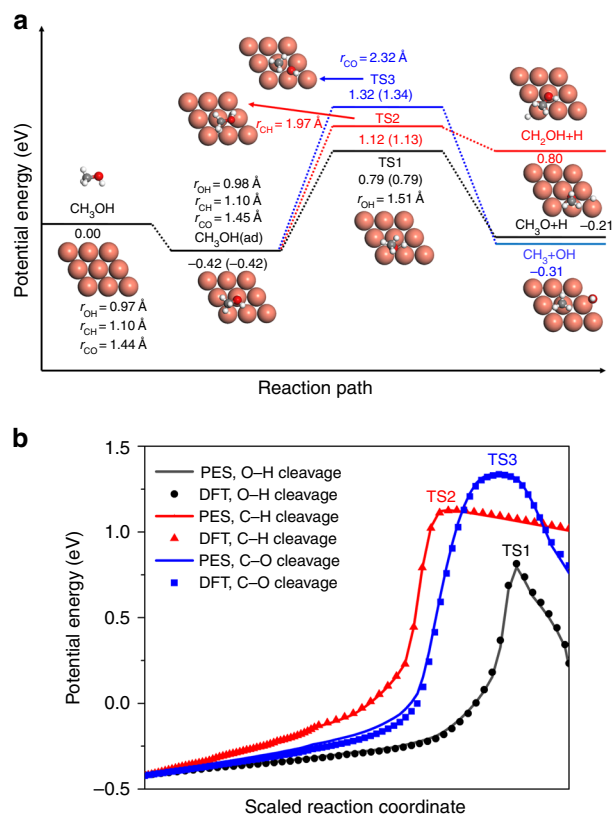 a
Potential energy (eV)
r_CO = 2.32 Å
TS3
1.32 (1.34)
TS2
r_CH = 1.97 Å
1.12 (1.13)
TS1
0.79 (0.79)
r_OH = 1.51 Å
CH₂OH+H
0.80
CH₃O+H
−0.21
CH₃+OH
−0.31
r_OH = 0.98 Å
r_CH = 1.10 Å
r_CO = 1.45 Å
CH₃OH(ad)
−0.42 (−0.42)
CH₃OH
0.00
r_OH = 0.97 Å
r_CH = 1.10 Å
r_CO = 1.44 Å
Reaction path
b
Potential energy (eV)
1.5
1.0
0.5
0.0
−0.5
PES, O–H cleavage
DFT, O–H cleavage
PES, C–H cleavage
DFT, C–H cleavage
PES, C–O cleavage
DFT, C–O cleavage
TS3
TS2
TS1
Scaled reaction coordinate